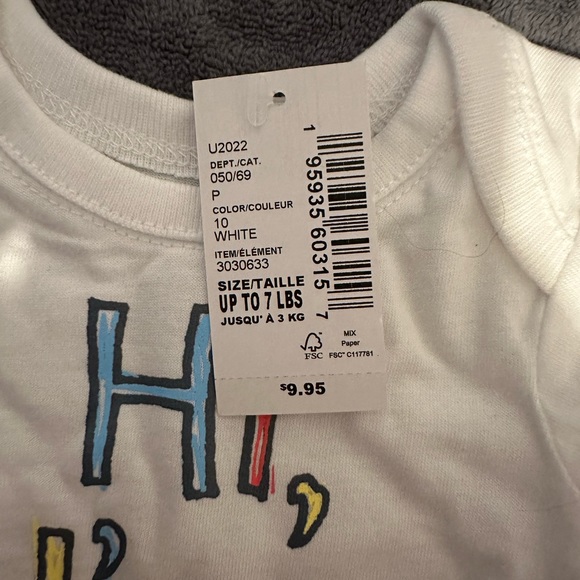 U2022
DEPT./CAT.
050/69
P
COLOR/COULEUR
10
WHITE
ITEM/ÉLÉMENT
3030633
SIZE/TAILLE
UP TO 7 LBS
JUSQU' À 3 KG
1 95935 60315 7
FSC
MIX
Paper
FSC® C117781
$9.95
HI,
I'